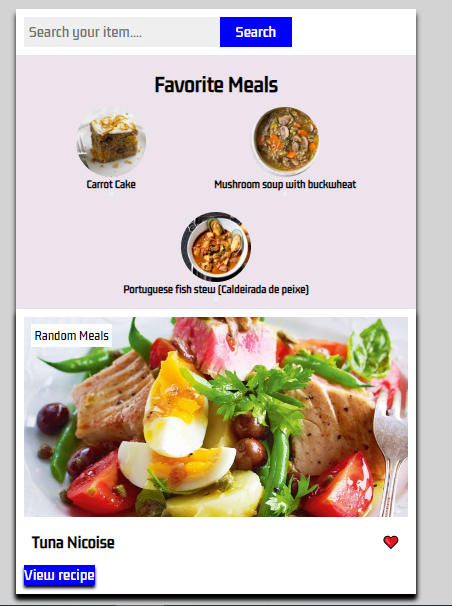 Search your item....
Search
Favorite Meals
Carrot Cake
Mushroom soup with buckwheat
Portuguese fish stew (Caldeirada de peixe)
Random Meals
Tuna Nicoise
View recipe